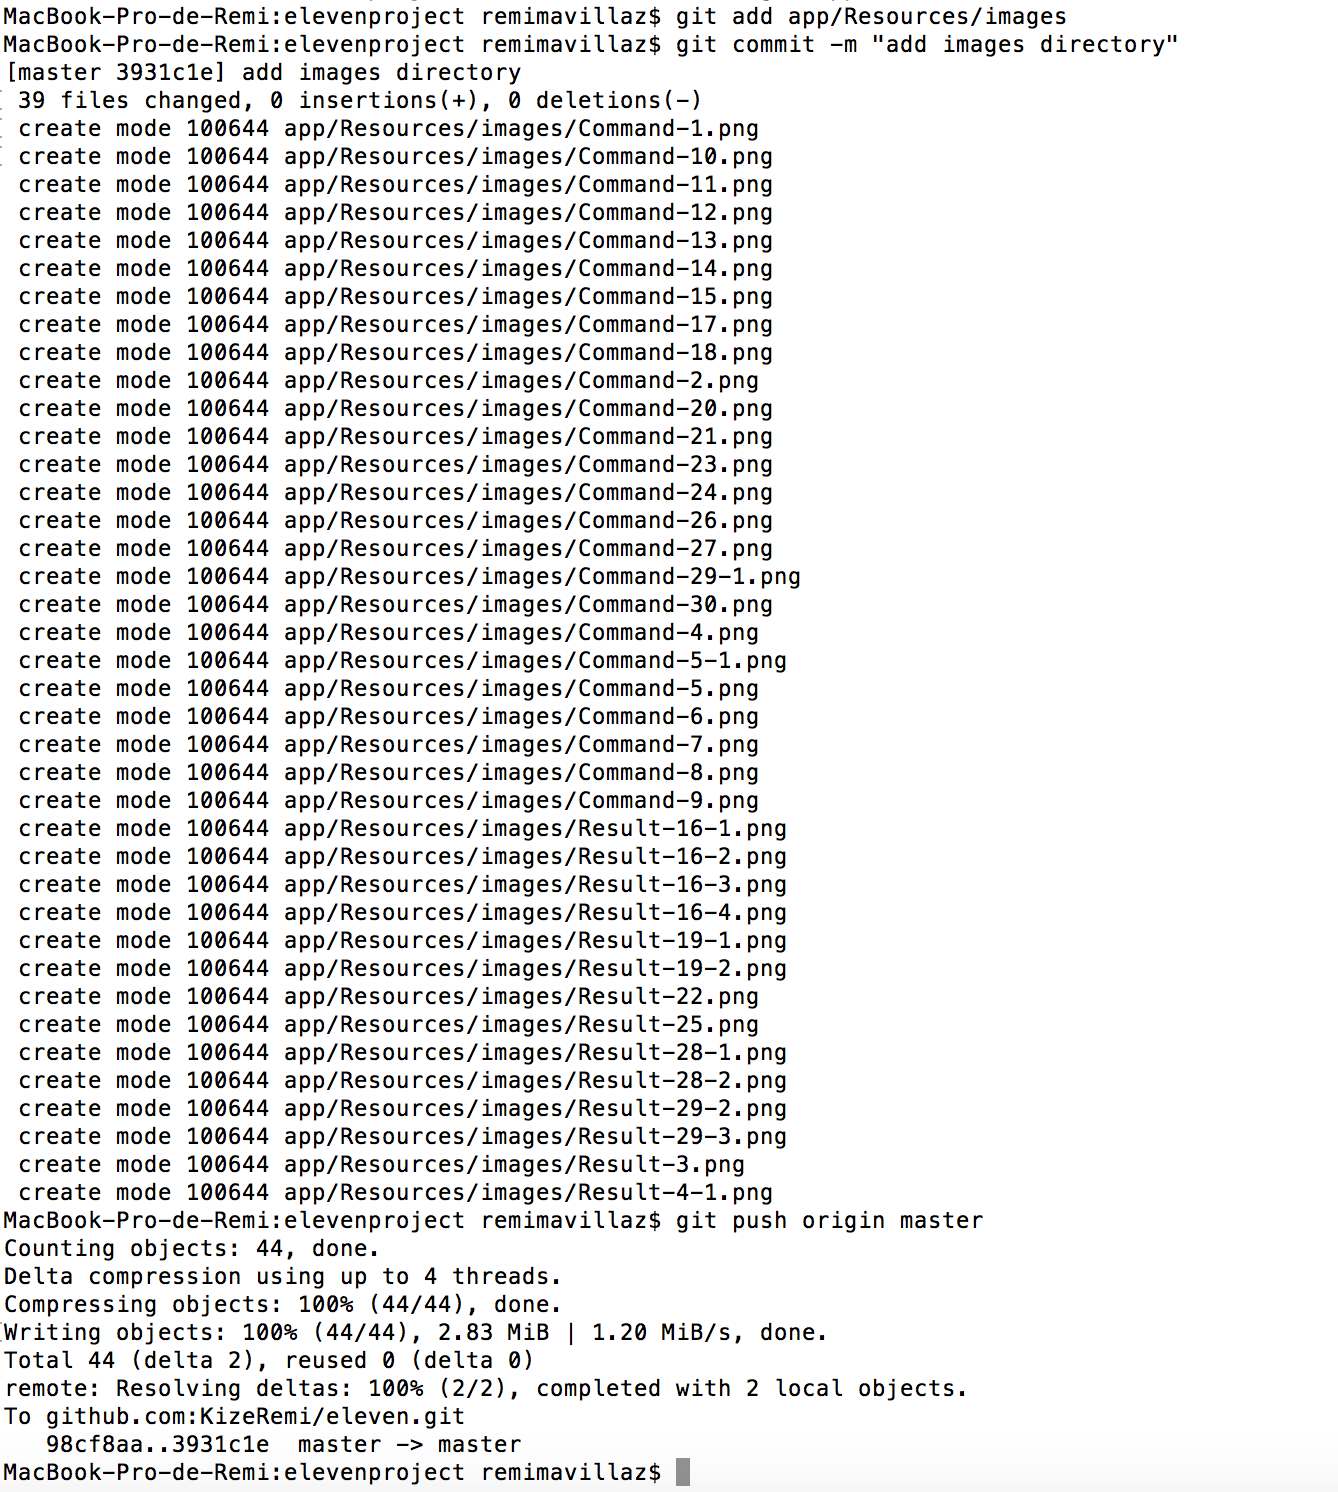 MacBook-Pro-de-Remi:elevenproject remimavillaz$ git add app/Resources/images
MacBook-Pro-de-Remi:elevenproject remimavillaz$ git commit -m "add images directory"
[master 3931c1e] add images directory
 39 files changed, 0 insertions(+), 0 deletions(-)
 create mode 100644 app/Resources/images/Command-1.png
 create mode 100644 app/Resources/images/Command-10.png
 create mode 100644 app/Resources/images/Command-11.png
 create mode 100644 app/Resources/images/Command-12.png
 create mode 100644 app/Resources/images/Command-13.png
 create mode 100644 app/Resources/images/Command-14.png
 create mode 100644 app/Resources/images/Command-15.png
 create mode 100644 app/Resources/images/Command-17.png
 create mode 100644 app/Resources/images/Command-18.png
 create mode 100644 app/Resources/images/Command-2.png
 create mode 100644 app/Resources/images/Command-20.png
 create mode 100644 app/Resources/images/Command-21.png
 create mode 100644 app/Resources/images/Command-23.png
 create mode 100644 app/Resources/images/Command-24.png
 create mode 100644 app/Resources/images/Command-26.png
 create mode 100644 app/Resources/images/Command-27.png
 create mode 100644 app/Resources/images/Command-29-1.png
 create mode 100644 app/Resources/images/Command-30.png
 create mode 100644 app/Resources/images/Command-4.png
 create mode 100644 app/Resources/images/Command-5-1.png
 create mode 100644 app/Resources/images/Command-5.png
 create mode 100644 app/Resources/images/Command-6.png
 create mode 100644 app/Resources/images/Command-7.png
 create mode 100644 app/Resources/images/Command-8.png
 create mode 100644 app/Resources/images/Command-9.png
 create mode 100644 app/Resources/images/Result-16-1.png
 create mode 100644 app/Resources/images/Result-16-2.png
 create mode 100644 app/Resources/images/Result-16-3.png
 create mode 100644 app/Resources/images/Result-16-4.png
 create mode 100644 app/Resources/images/Result-19-1.png
 create mode 100644 app/Resources/images/Result-19-2.png
 create mode 100644 app/Resources/images/Result-22.png
 create mode 100644 app/Resources/images/Result-25.png
 create mode 100644 app/Resources/images/Result-28-1.png
 create mode 100644 app/Resources/images/Result-28-2.png
 create mode 100644 app/Resources/images/Result-29-2.png
 create mode 100644 app/Resources/images/Result-29-3.png
 create mode 100644 app/Resources/images/Result-3.png
 create mode 100644 app/Resources/images/Result-4-1.png
MacBook-Pro-de-Remi:elevenproject remimavillaz$ git push origin master
Counting objects: 44, done.
Delta compression using up to 4 threads.
Compressing objects: 100% (44/44), done.
Writing objects: 100% (44/44), 2.83 MiB | 1.20 MiB/s, done.
Total 44 (delta 2), reused 0 (delta 0)
remote: Resolving deltas: 100% (2/2), completed with 2 local objects.
To github.com:KizeRemi/eleven.git
   98cf8aa..3931c1e  master -> master
MacBook-Pro-de-Remi:elevenproject remimavillaz$